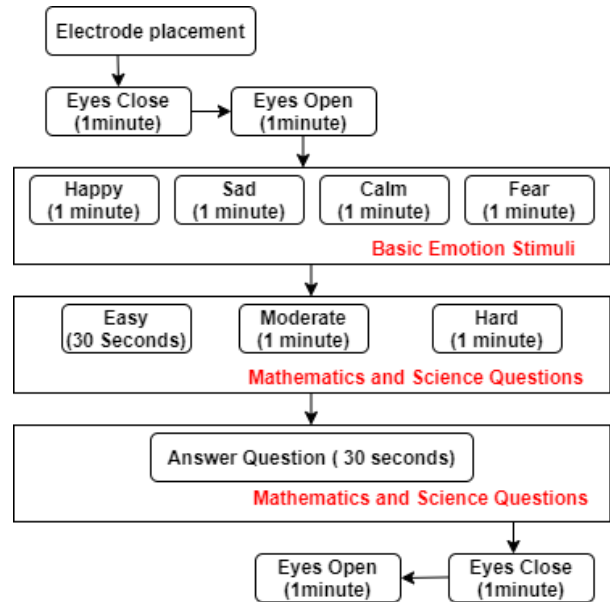 Electrode placement
Eyes Close
(1minute)
Eyes Open
(1minute)
Happy
(1 minute)
Sad
(1 minute)
Calm
(1 minute)
Fear
(1 minute)
Basic Emotion Stimuli
Easy
(30 Seconds)
Moderate
(1 minute)
Hard
(1 minute)
Mathematics and Science Questions
Answer Question ( 30 seconds)
Mathematics and Science Questions
Eyes Open
(1minute)
Eyes Close
(1minute)